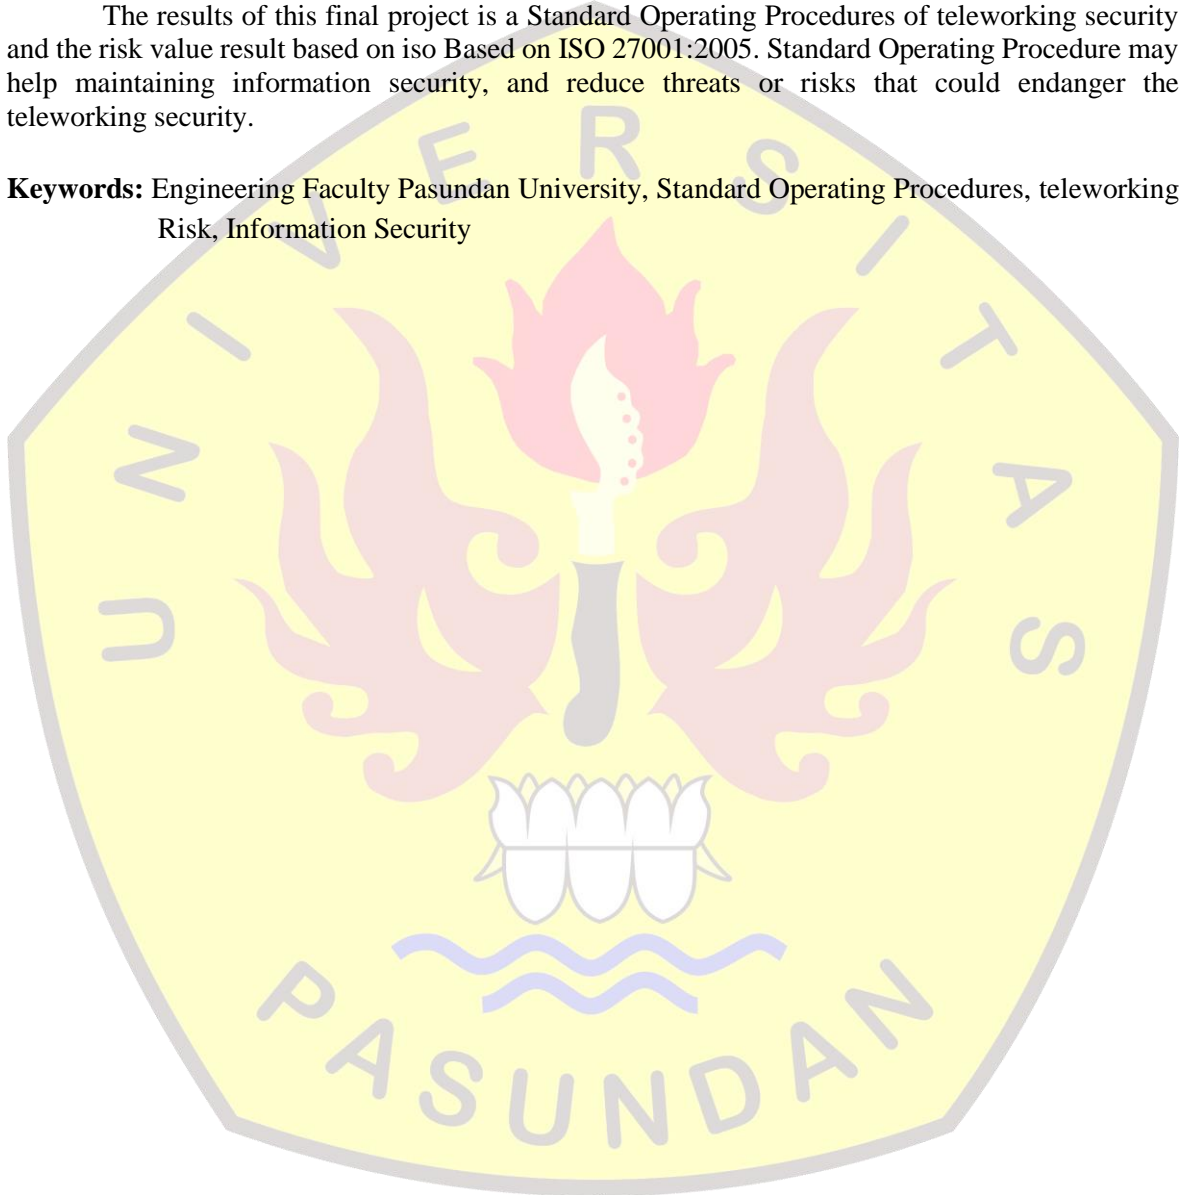 The results of this final project is a Standard Operating Procedures of teleworking security
and the risk value result based on iso Based on ISO 27001:2005. Standard Operating Procedure may
help maintaining information security, and reduce threats or risks that could endanger the
teleworking security.
Keywords: Engineering Faculty Pasundan University, Standard Operating Procedures, teleworking
Risk, Information Security
UNIVERSITAS
PASUNDAN